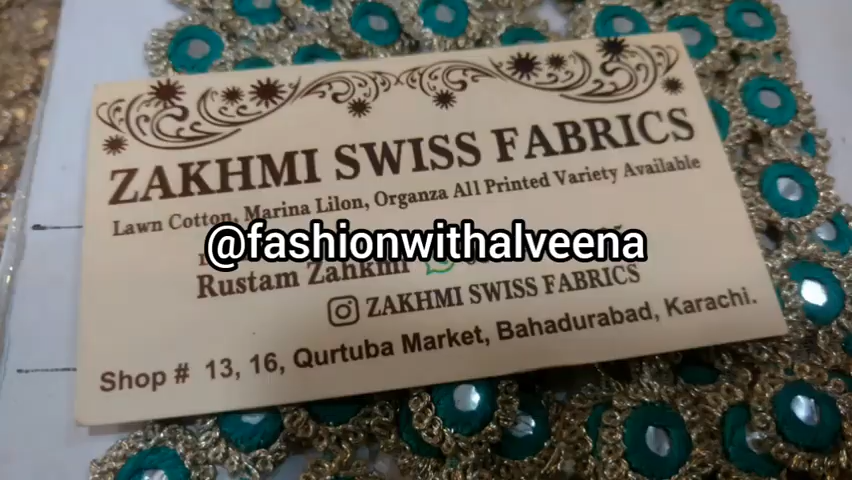 ZAKHMI SWISS FABRICS
Lawn Cotton, Marina Lilon, Organza All Printed Variety Available
@fashionwithalveena
Rustam Zahkmi
ZAKHMI SWISS FABRICS
Shop # 13, 16, Qurtuba Market, Bahadurabad, Karachi.